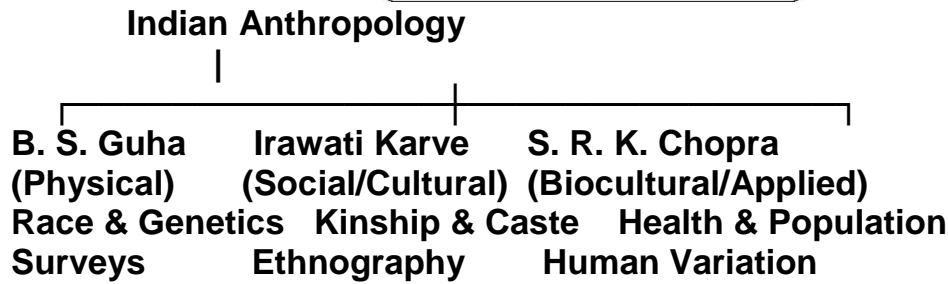 Indian Anthropology
|
B. S. Guha Irawati Karve S. R. K. Chopra
(Physical) (Social/Cultural) (Biocultural/Applied)
Race & Genetics Kinship & Caste Health & Population
Surveys Ethnography Human Variation